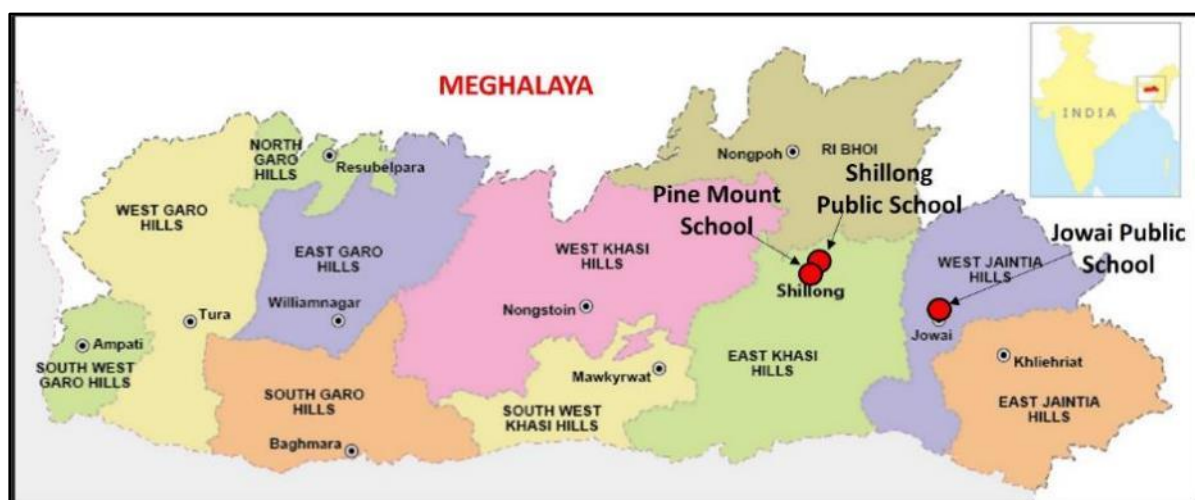 MEGHALAYA
INDIA
NORTH
GARO
HILLS
Resubelpara
Nongpoh
RI BHOI
Shillong
Public School
Pine Mount
School
WEST GARO
HILLS
EAST GARO
HILLS
WEST KHASI
HILLS
WEST JAINTIA
HILLS
Jowai Public
School
Williamnagar
Nongstoin
Shillong
Tura
Ampati
Jowai
SOUTH WEST
GARO HILLS
Mawkyrwat
EAST KHASI
HILLS
Khliehriat
SOUTH GARO
HILLS
SOUTH WEST
KHASI HILLS
EAST JAINTIA
HILLS
Baghmara